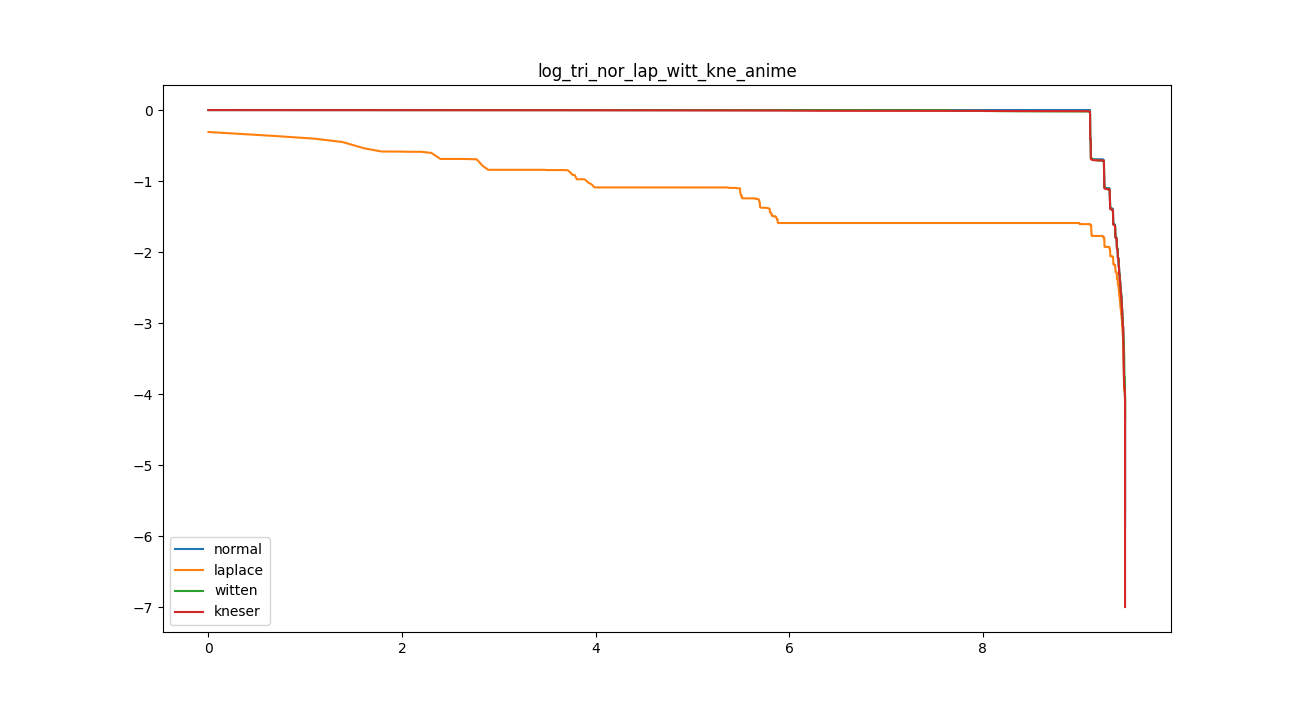 log_tri_nor_lap_witt_kne_anime
0
−1
−2
−3
−4
−5
−6
−7
normal
laplace
witten
kneser
0 2 4 6 8